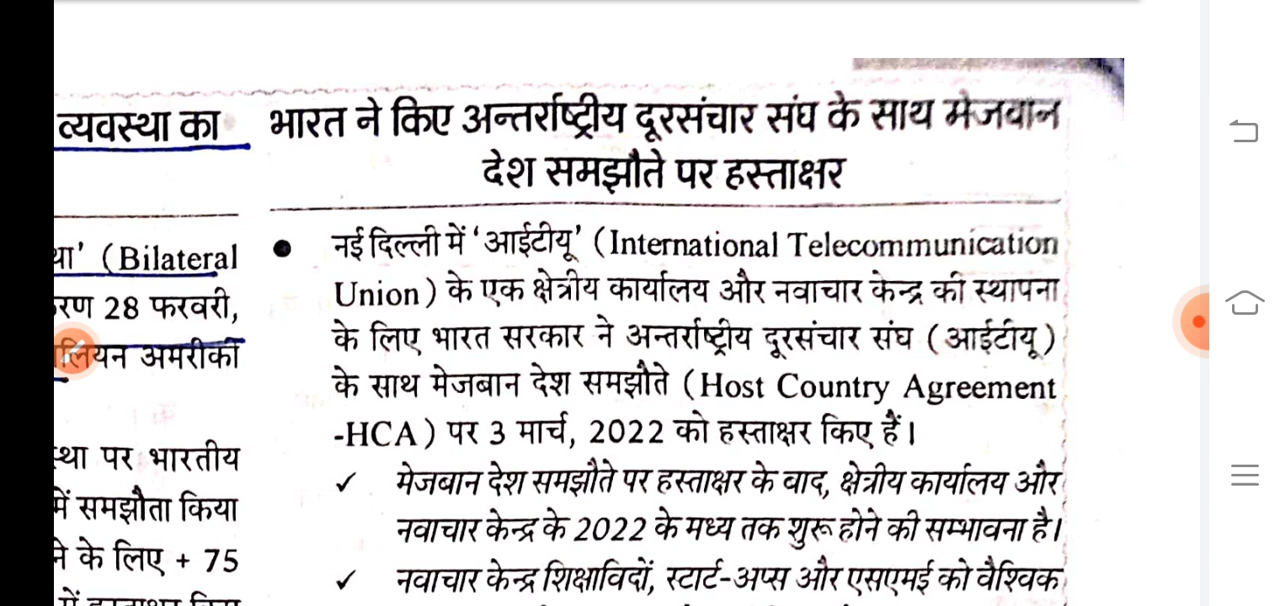 व्यवस्था का
था' (Bilateral
रण 28 फरवरी,
लियन अमरीकी
स्था पर भारतीय
में समझौता किया
ने के लिए + 75
भारत ने किए अन्तर्राष्ट्रीय दूरसंचार संघ के साथ मेजबान
देश समझौते पर हस्ताक्षर
● नई दिल्ली में ‘आईटीयू’ (International Telecommunication
Union) के एक क्षेत्रीय कार्यालय और नवाचार केन्द्र की स्थापना
के लिए भारत सरकार ने अन्तर्राष्ट्रीय दूरसंचार संघ (आईटीयू)
के साथ मेजबान देश समझौते (Host Country Agreement
-HCA) पर 3 मार्च, 2022 को हस्ताक्षर किए हैं।
✓ मेजबान देश समझौते पर हस्ताक्षर के बाद, क्षेत्रीय कार्यालय और
नवाचार केन्द्र के 2022 के मध्य तक शुरू होने की सम्भावना है।
✓ नवाचार केन्द्र शिक्षाविदों, स्टार्ट-अप्स और एसएमई को वैश्विक